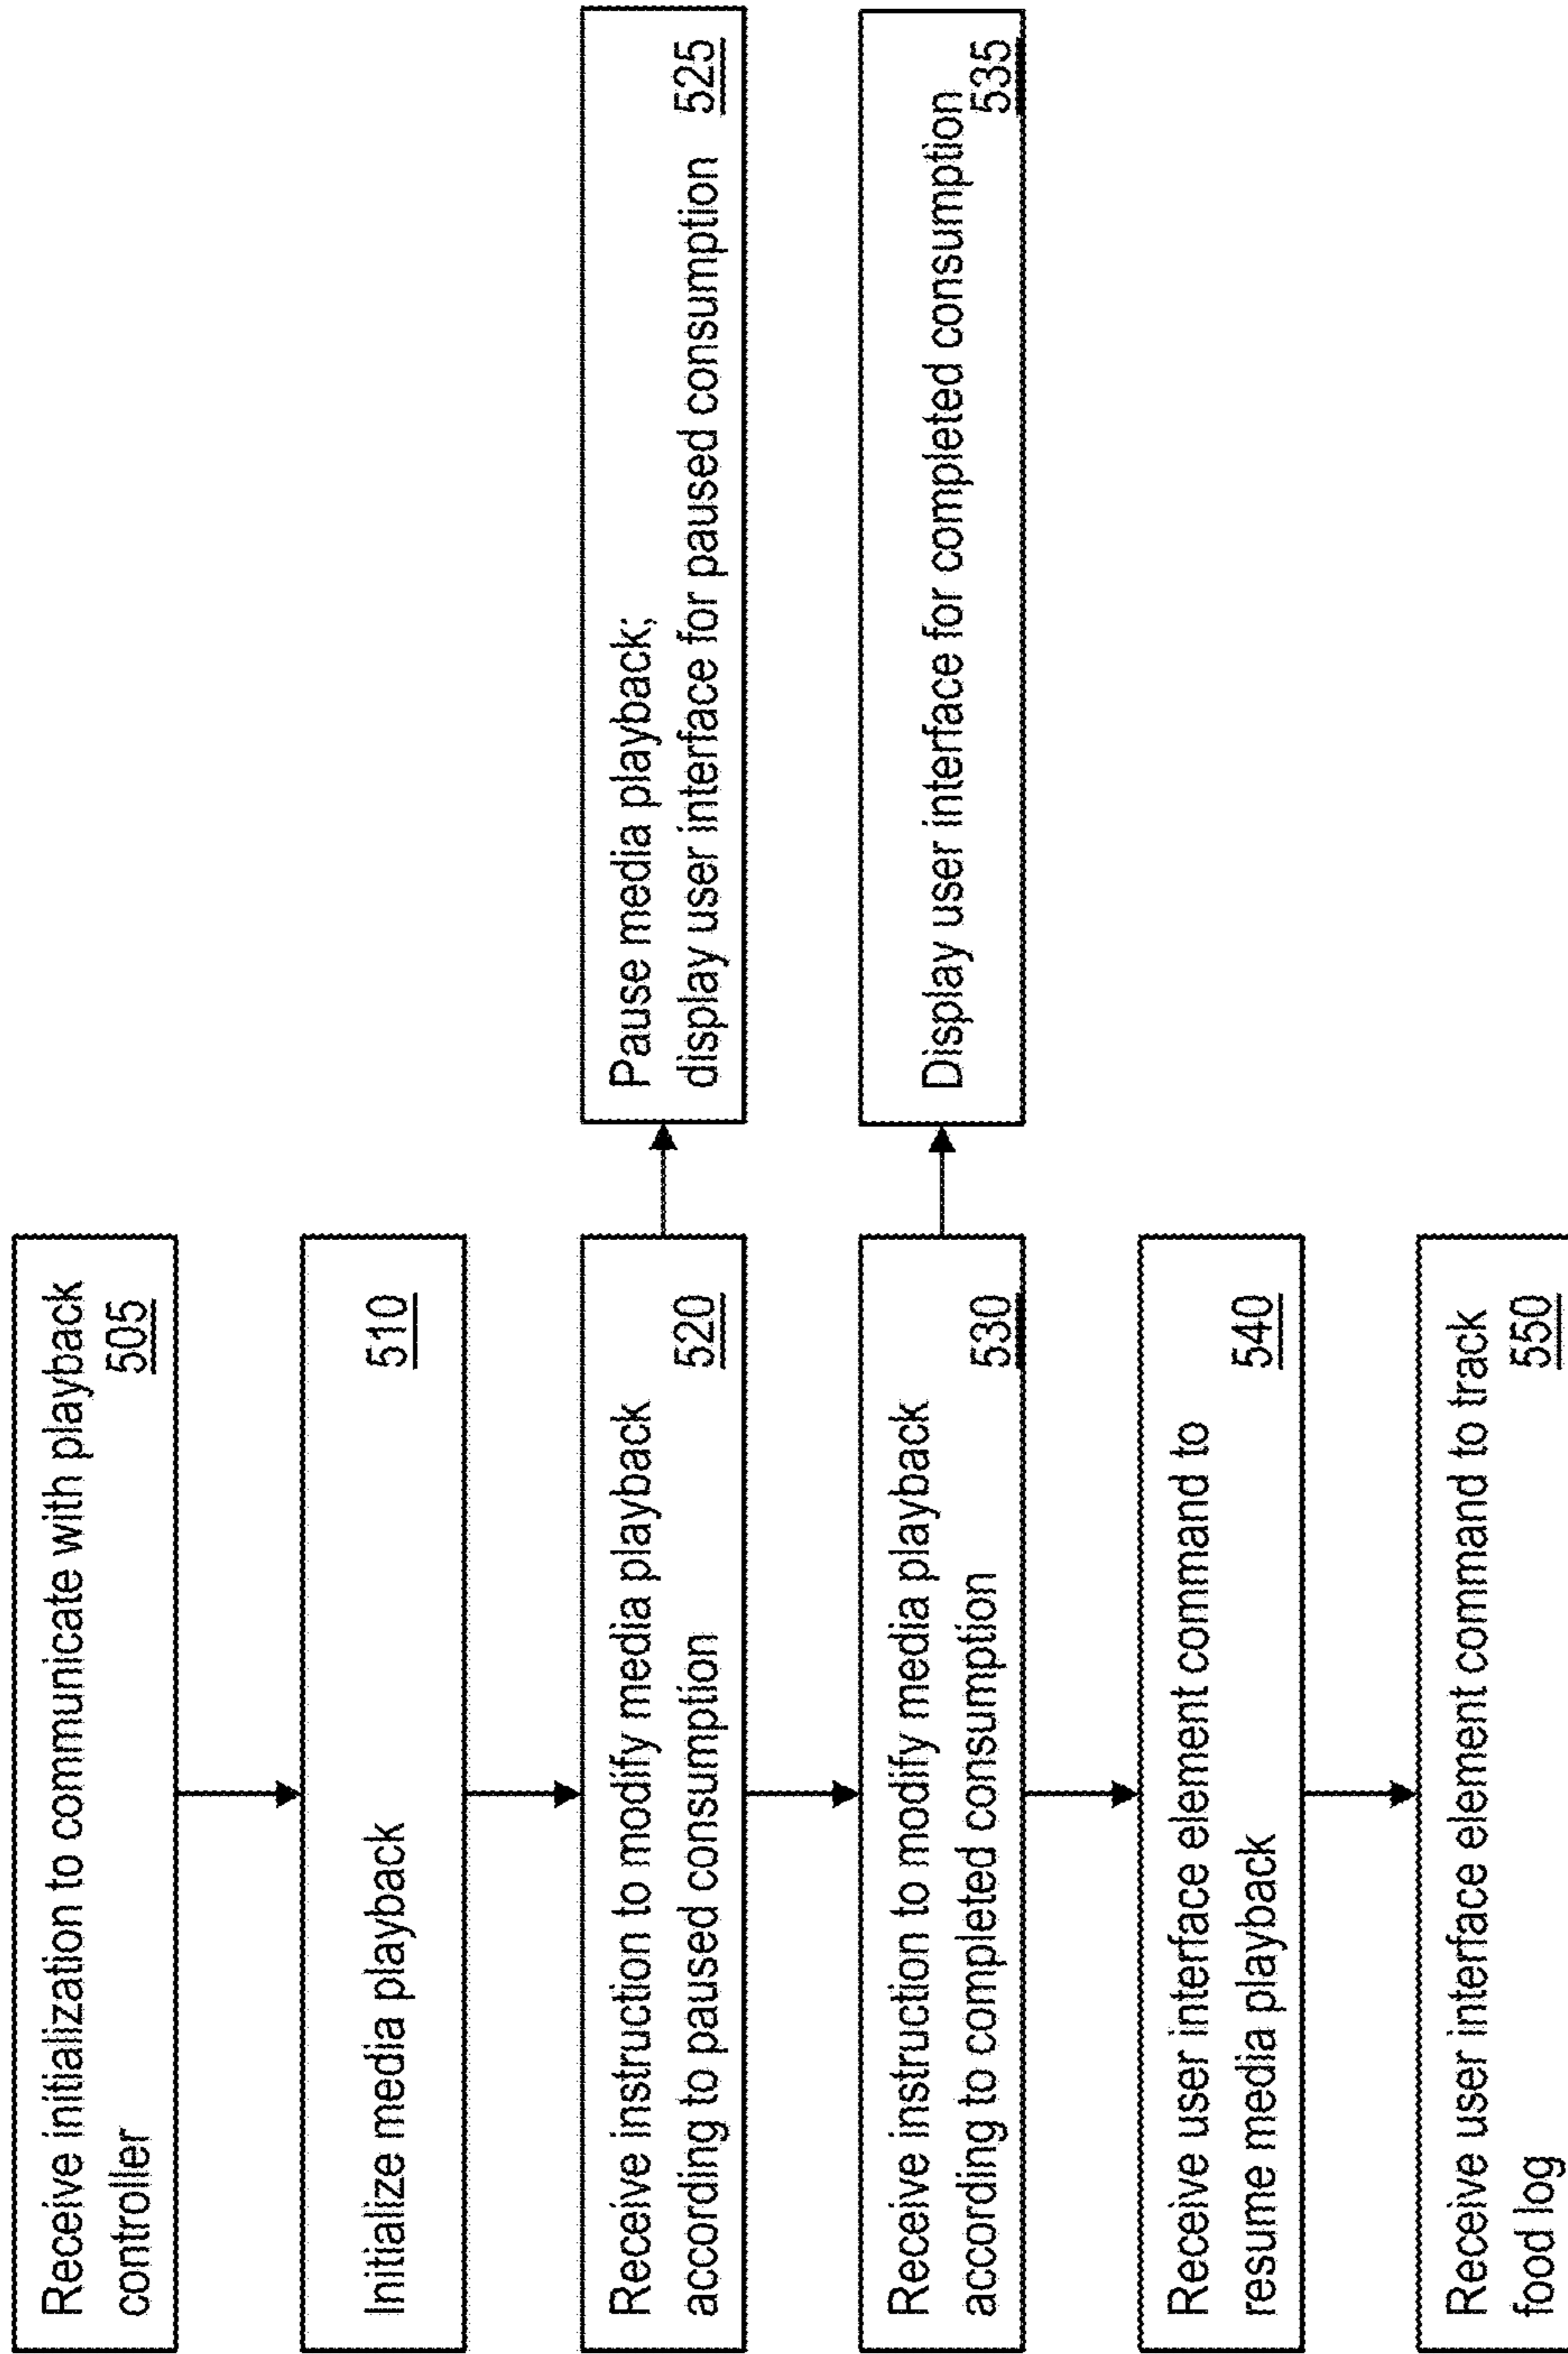 Receive initialization to communicate with playback
controller 505
Initialize media playback 510
Receive instruction to modify media playback
according to paused consumption 520
Pause media playback;
display user interface for paused consumption 525
Receive instruction to modify media playback
according to completed consumption 530
Display user interface for completed consumption
535
Receive user interface element command to
resume media playback 540
Receive user interface element command to track
food log 550